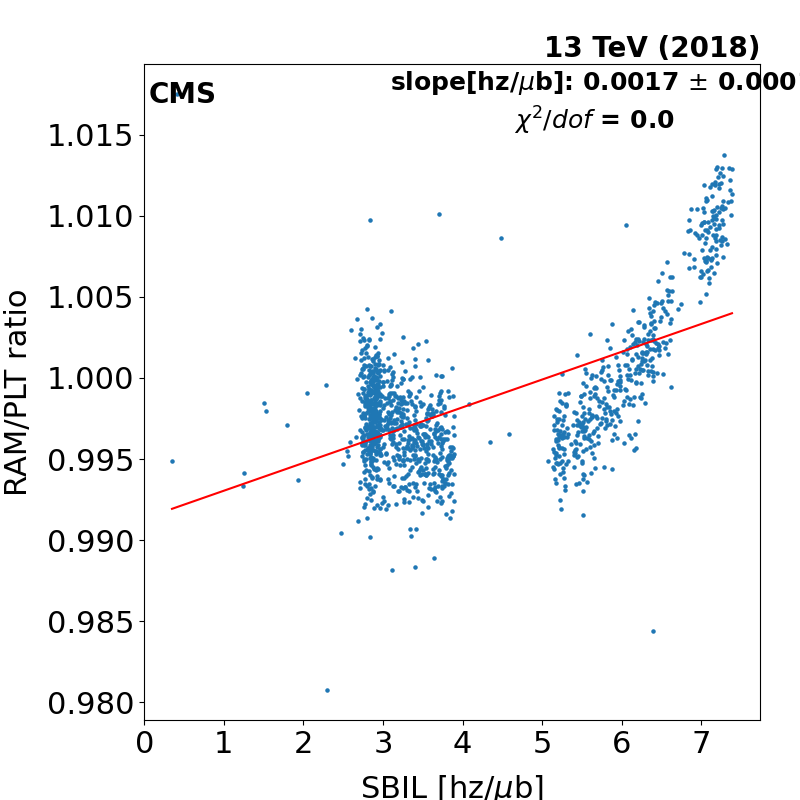 13 TeV (2018)
CMS
slope[hz/μb]: 0.0017 ± 0.000
χ²/dof = 0.0
RAM/PLT ratio
1.015
1.010
1.005
1.000
0.995
0.990
0.985
0.980
0 1 2 3 4 5 6 7
SBIL [hz/μb]